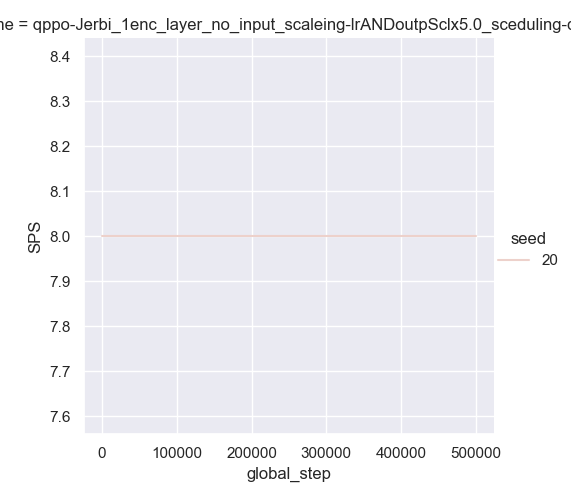 ne = qppo-Jerbi_1enc_layer_no_input_scaleing-lrANDoutpSclx5.0_sceduling-c
8.4
8.3
8.2
8.1
8.0
7.9
7.8
7.7
7.6
SPS
seed
20
0 100000 200000 300000 400000 500000
global_step